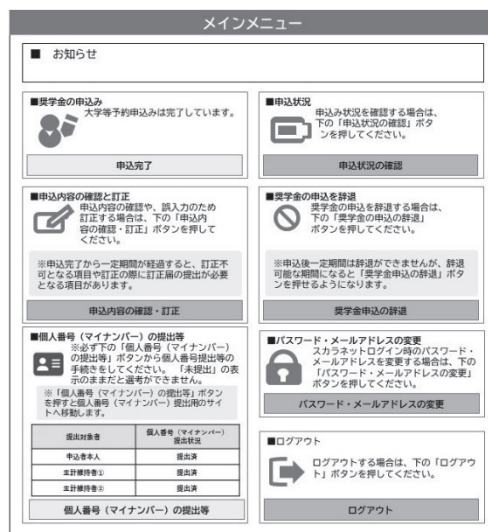 メインメニュー
■ お知らせ
■奨学金の申込み
大学等予約申込みは完了しています。
申込完了
■申込状況
申込み状況を確認する場合は、
下の「申込状況の確認」ボタ
ンを押してください。
申込状況の確認
■申込内容の確認と訂正
申込内容の確認や、誤入力のため
訂正する場合は、下の「申込内
容の確認・訂正」ボタンを押して
ください。
※申込完了から一定期間が経過すると、訂正不
可となる項目や訂正の際に訂正届の提出が必要
となる項目があります。
申込内容の確認・訂正
■奨学金の申込を辞退
奨学金の申込を辞退する場合は、
下の「奨学金の申込の辞退」
ボタンを押してください。
※申込後一定期間は辞退ができませんが、辞退
可能な期間になると「奨学金申込の辞退」ボタ
ンを押せるようになります。
奨学金申込の辞退
■個人番号（マイナンバー）の提出等
※必ず下の「個人番号（マイナンバー）
の提出等」ボタンから個人番号提出等の
手続きをしてください。「未提出」の表
示のままだと選考ができません。
※「個人番号（マイナンバー）の提出等」ボタン
を押すと個人番号（マイナンバー）提出用のサイ
トへ移動します。
提出対象者 個人番号（マイナンバー）
提出状況
申込者本人 提出済
生計維持者① 提出済
生計維持者② 提出済
個人番号（マイナンバー）の提出等
■パスワード・メールアドレスの変更
スカラネットログイン時のパスワード・
メールアドレスを変更する場合は、下の
「パスワード・メールアドレスの変更」
ボタンを押してください。
パスワード・メールアドレスの変更
■ログアウト
ログアウトする場合は、下の「ログアウ
ト」ボタンを押してください。
ログアウト